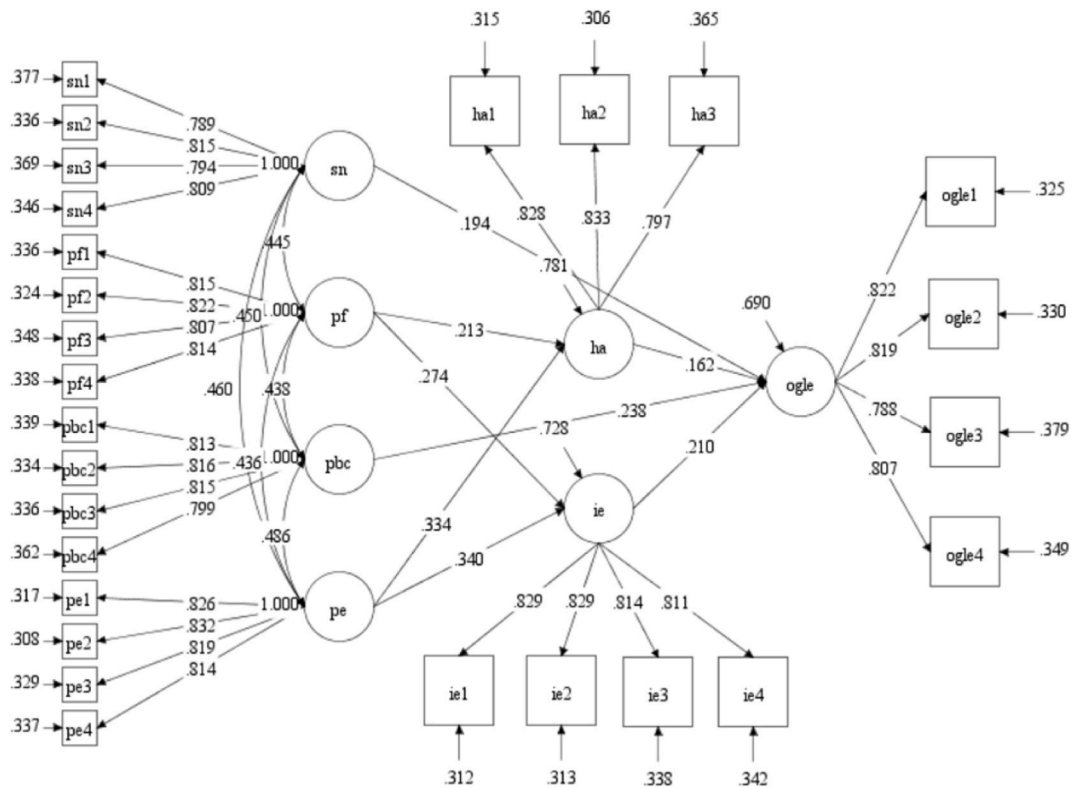 .315
.306
.365
.377
sn1
.336
sn2
.369
sn3
.346
sn4
.336
pf1
.324
pf2
.348
pf3
.338
pf4
.339
pbc1
.334
pbc2
.336
pbc3
.362
pbc4
.317
pe1
.308
pe2
.329
pe3
.337
pe4
.789
.815
.794
.809
1.000
sn
.445
.815
.822
.807
.814
.450
1.000
pf
.460
.438
.813
.816
.815
.799
.436
1.000
pbc
.486
.826
.832
.819
.814
1.000
pe
ha1
ha2
ha3
.828
.833
.797
.194
.781
.213
ha
.274
.162
.690
ogle
.238
.728
.210
.334
.340
ie
.829
.829
.814
.811
ie1
ie2
ie3
ie4
.312
.313
.338
.342
.822
.819
.788
.807
ogle1
.325
ogle2
.330
ogle3
.379
ogle4
.349